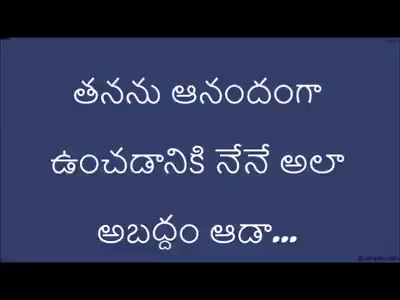 తనను ఆనందంగా
ఉంచడానికి నేనే అలా
అబద్దం ఆడా...